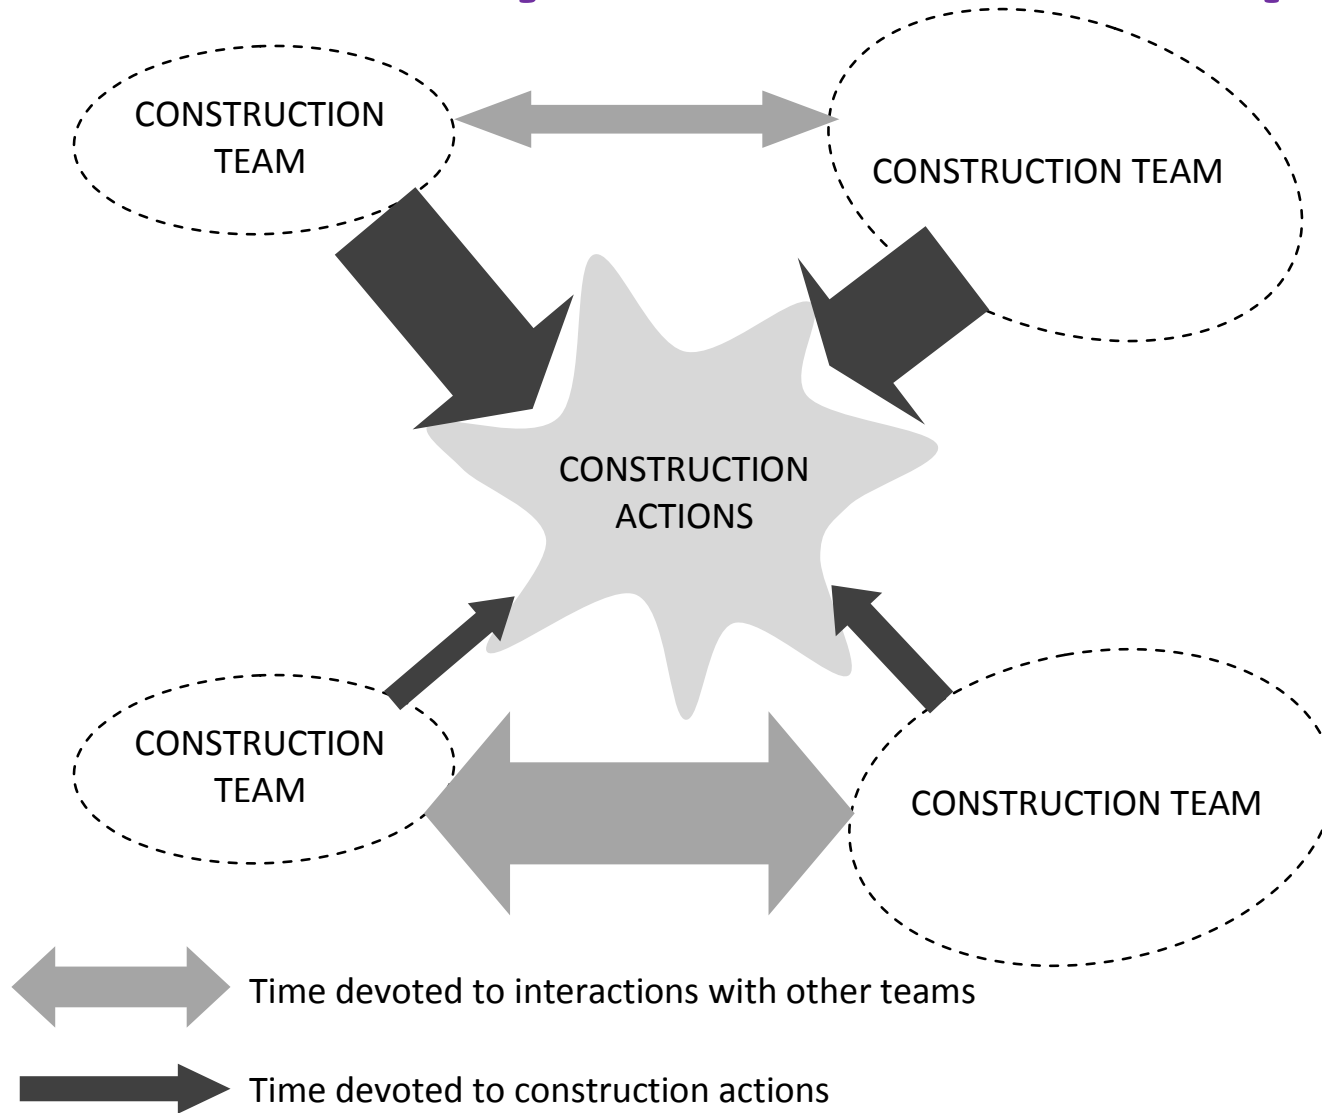 CONSTRUCTION
TEAM
CONSTRUCTION TEAM
CONSTRUCTION
ACTIONS
CONSTRUCTION
TEAM
CONSTRUCTION TEAM
Time devoted to interactions with other teams
Time devoted to construction actions